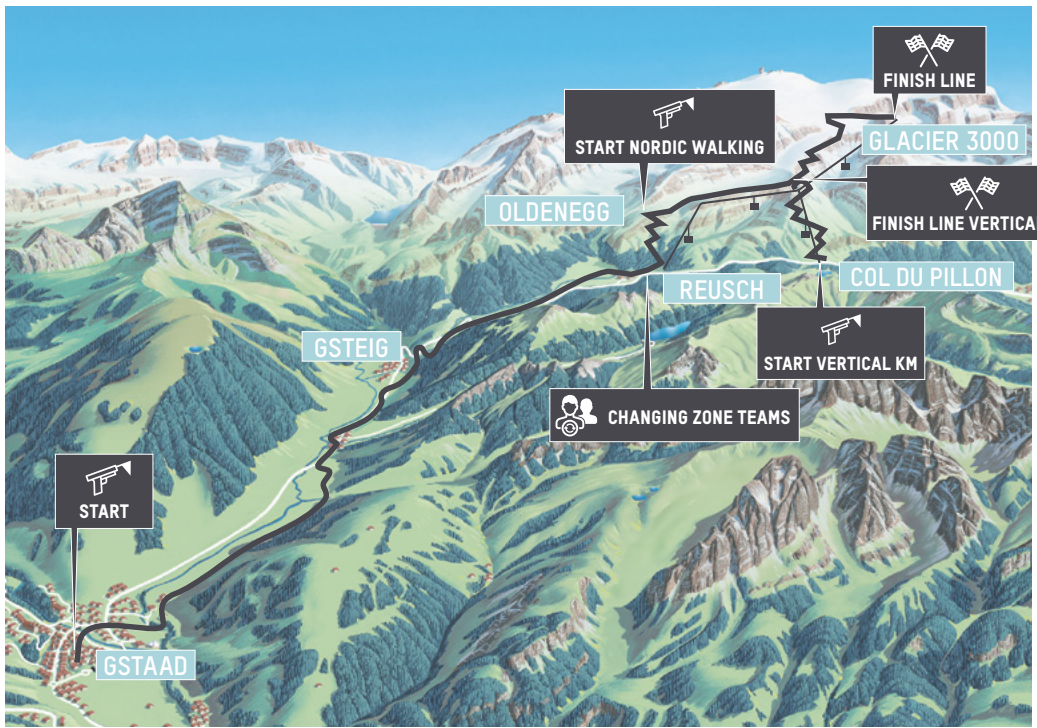 FINISH LINE
START NORDIC WALKING
GLACIER 3000
OLDENEGG
FINISH LINE VERTICA
REUSCH
COL DU PILLON
GSTEIG
START VERTICAL KM
CHANGING ZONE TEAMS
START
GSTAAD